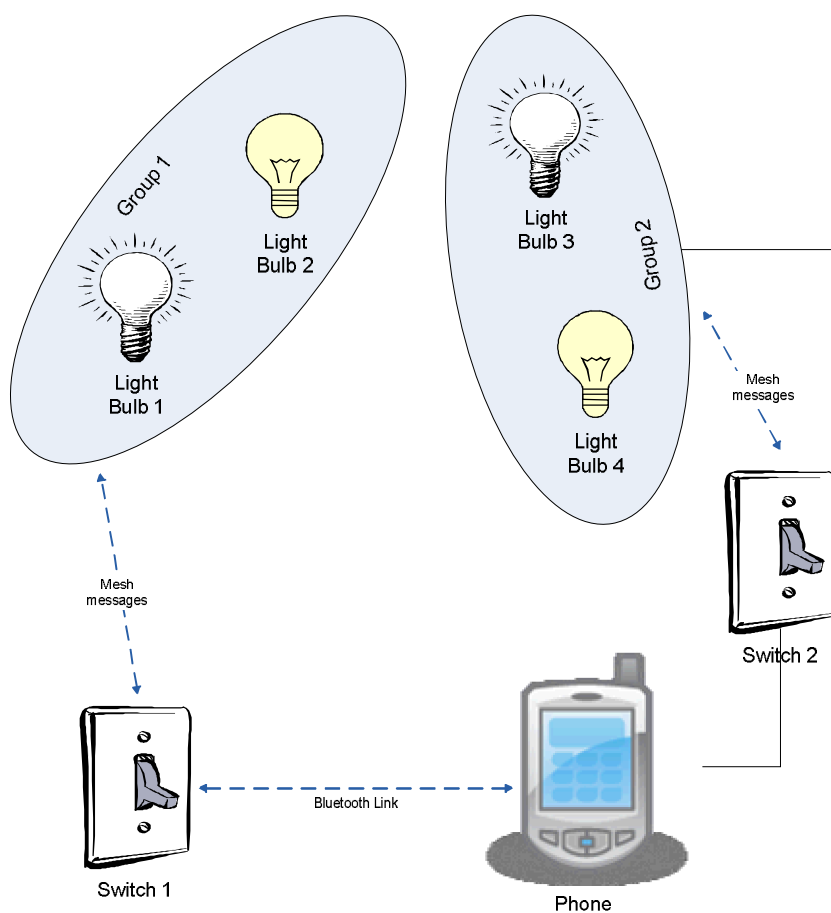 Group 1
Light
Bulb 2
Light
Bulb 1
Light
Bulb 3
Group 2
Light
Bulb 4
Mesh
messages
Mesh
messages
Switch 2
Bluetooth Link
Switch 1
Phone